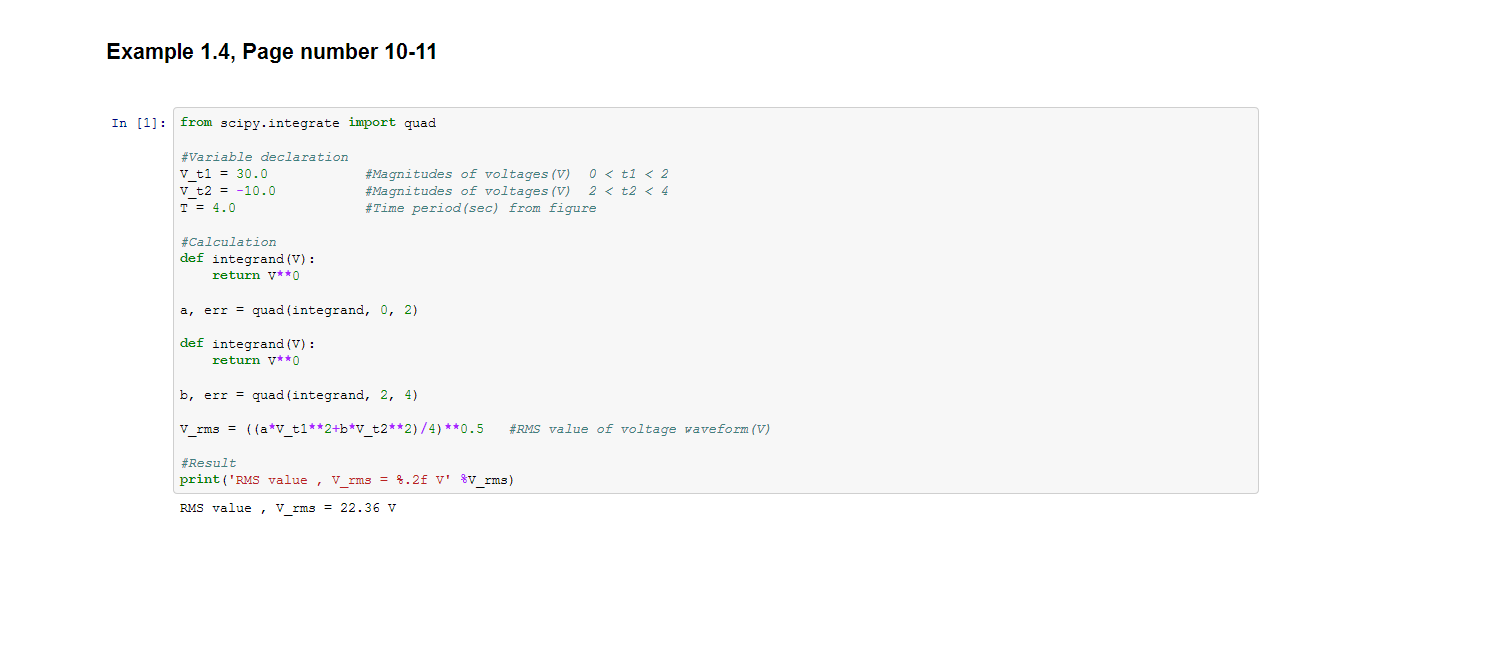 Example 1.4, Page number 10-11
In [1]:
from scipy.integrate import quad
#Variable declaration
V_t1 = 30.0 #Magnitudes of voltages(V) 0 < t1 < 2
V_t2 = -10.0 #Magnitudes of voltages(V) 2 < t2 < 4
T = 4.0 #Time period(sec) from figure
#Calculation
def integrand(V):
return V**0
a, err = quad(integrand, 0, 2)
def integrand(V):
return V**0
b, err = quad(integrand, 2, 4)
V_rms = ((a*V_t1**2+b*V_t2**2)/4)**0.5 #RMS value of voltage waveform(V)
#Result
print('RMS value , V_rms = %.2f V' %V_rms)
RMS value , V_rms = 22.36 V